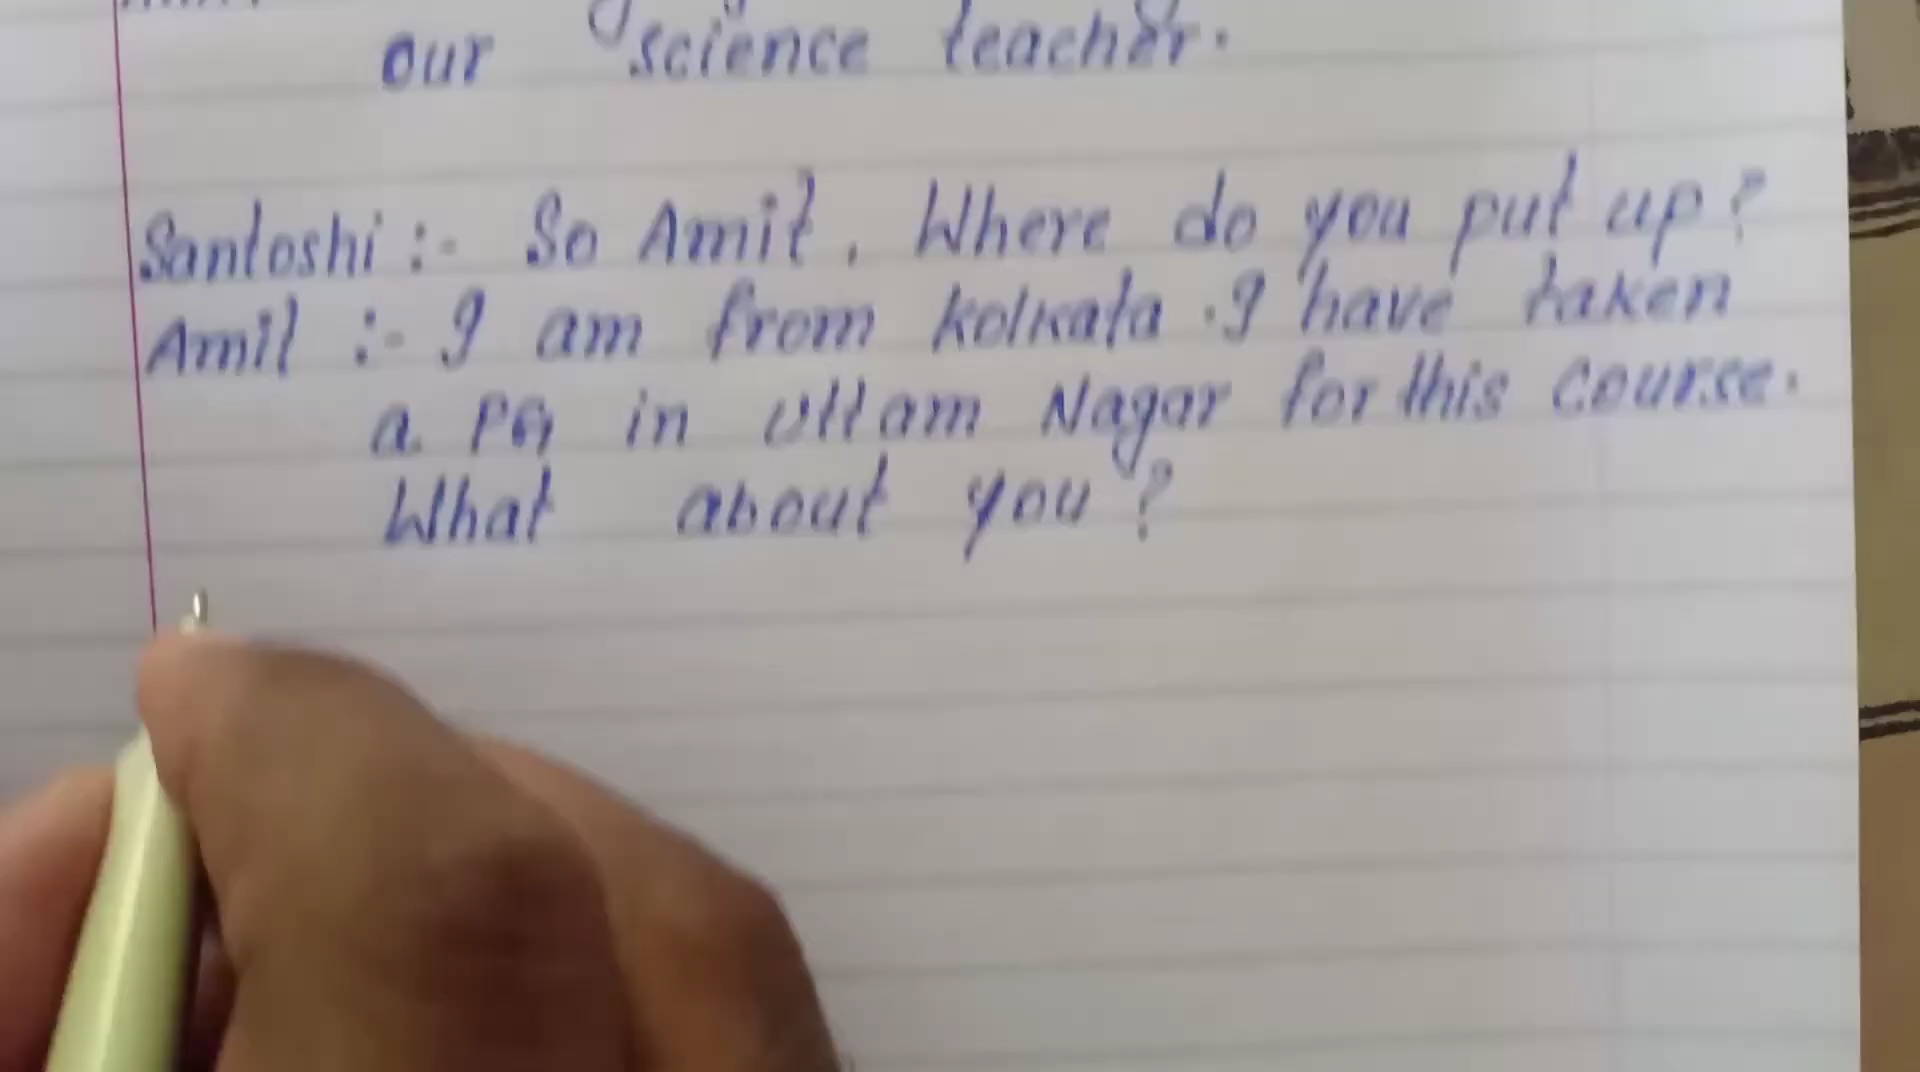 our science teacher.
Santoshi :- So Amit. Where do you put up?
Amit :- I am from kolkata. I have taken
a PG in Uttam Nagar for this course.
What about you?